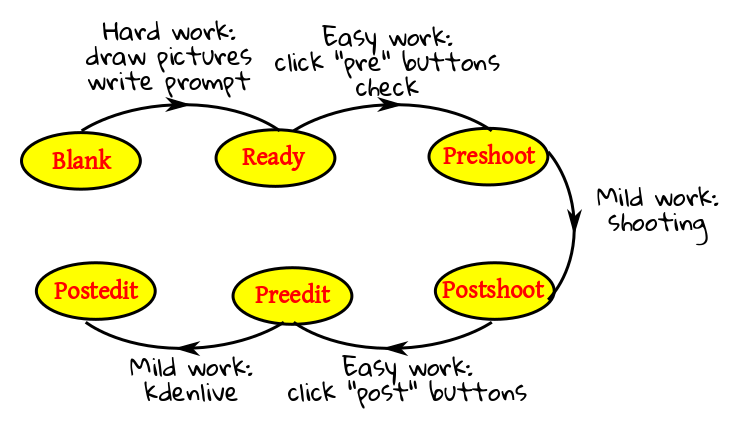 Hard work:
draw pictures
write prompt
Easy work:
click "pre" buttons
check
Blank
Ready
Preshoot
Mild work:
shooting
Postedit
Preedit
Postshoot
Mild work:
kdenlive
Easy work:
click "post" buttons